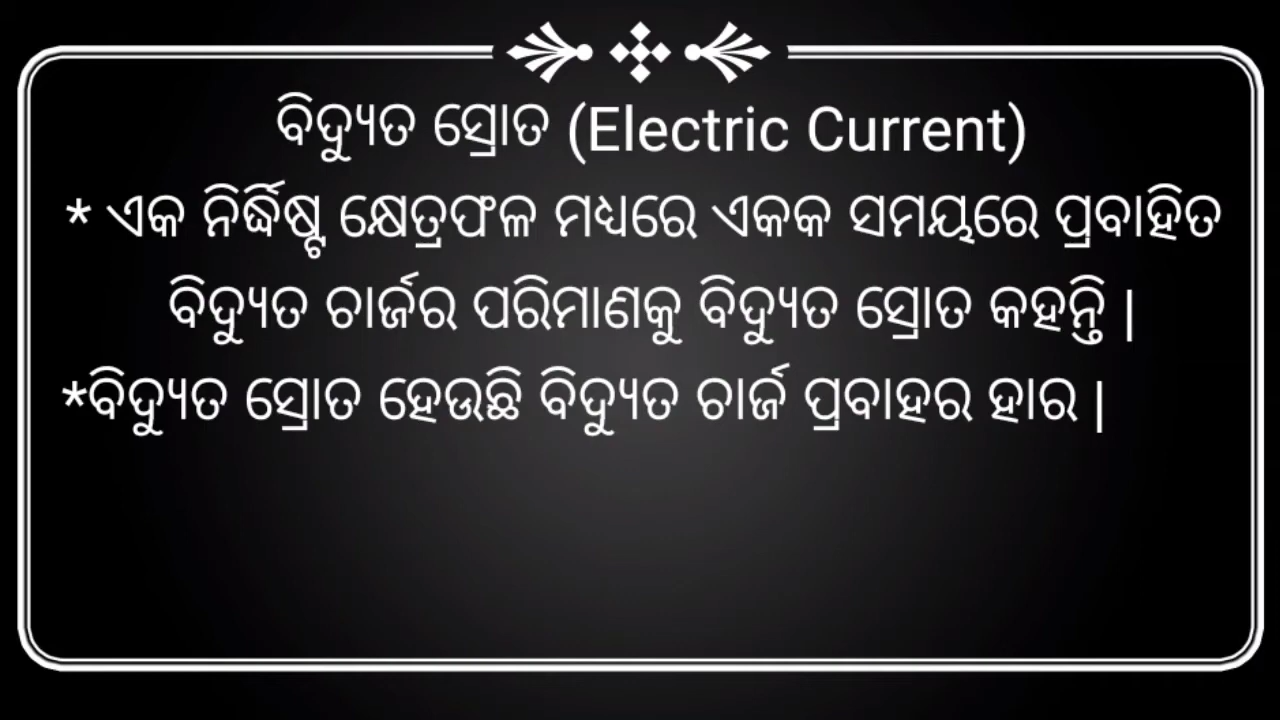 ବିଦ୍ୟୁତ ସ୍ରୋତ (Electric Current)
* ଏକ ନିର୍ଦ୍ଧିଷ୍ଟ କ୍ଷେତ୍ରଫଳ ମଧ୍ୟରେ ଏକକ ସମୟରେ ପ୍ରବାହିତ
ବିଦ୍ୟୁତ ଚାର୍ଜର ପରିମାଣକୁ ବିଦ୍ୟୁତ ସ୍ରୋତ କହନ୍ତି |
*ବିଦ୍ୟୁତ ସ୍ରୋତ ହେଉଛି ବିଦ୍ୟୁତ ଚାର୍ଜ ପ୍ରବାହର ହାର |